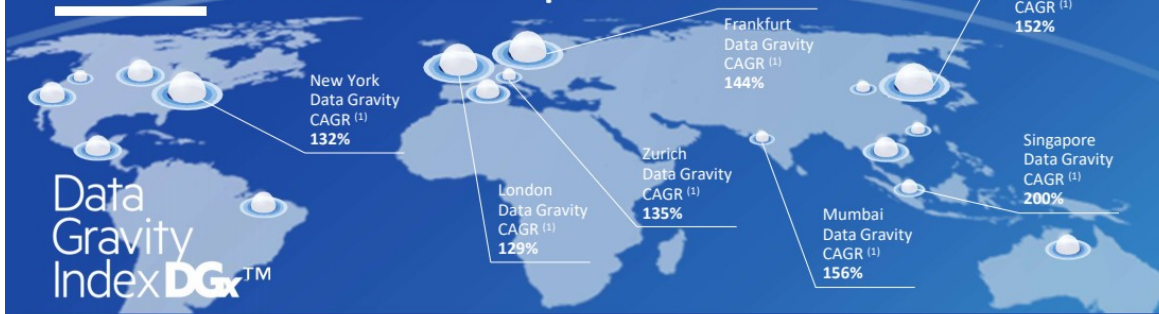 CAGR (1)
152%
Frankfurt
Data Gravity
CAGR (1)
144%
New York
Data Gravity
CAGR (1)
132%
Zurich
Data Gravity
CAGR (1)
135%
Singapore
Data Gravity
CAGR (1)
200%
London
Data Gravity
CAGR (1)
129%
Mumbai
Data Gravity
CAGR (1)
156%
Data
Gravity
Index DGx™